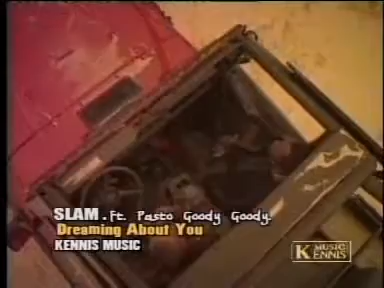 SLAM. ft. Pasto Goody Goody.
Dreaming About You
KENNIS MUSIC
K MUSIC
KENNIS